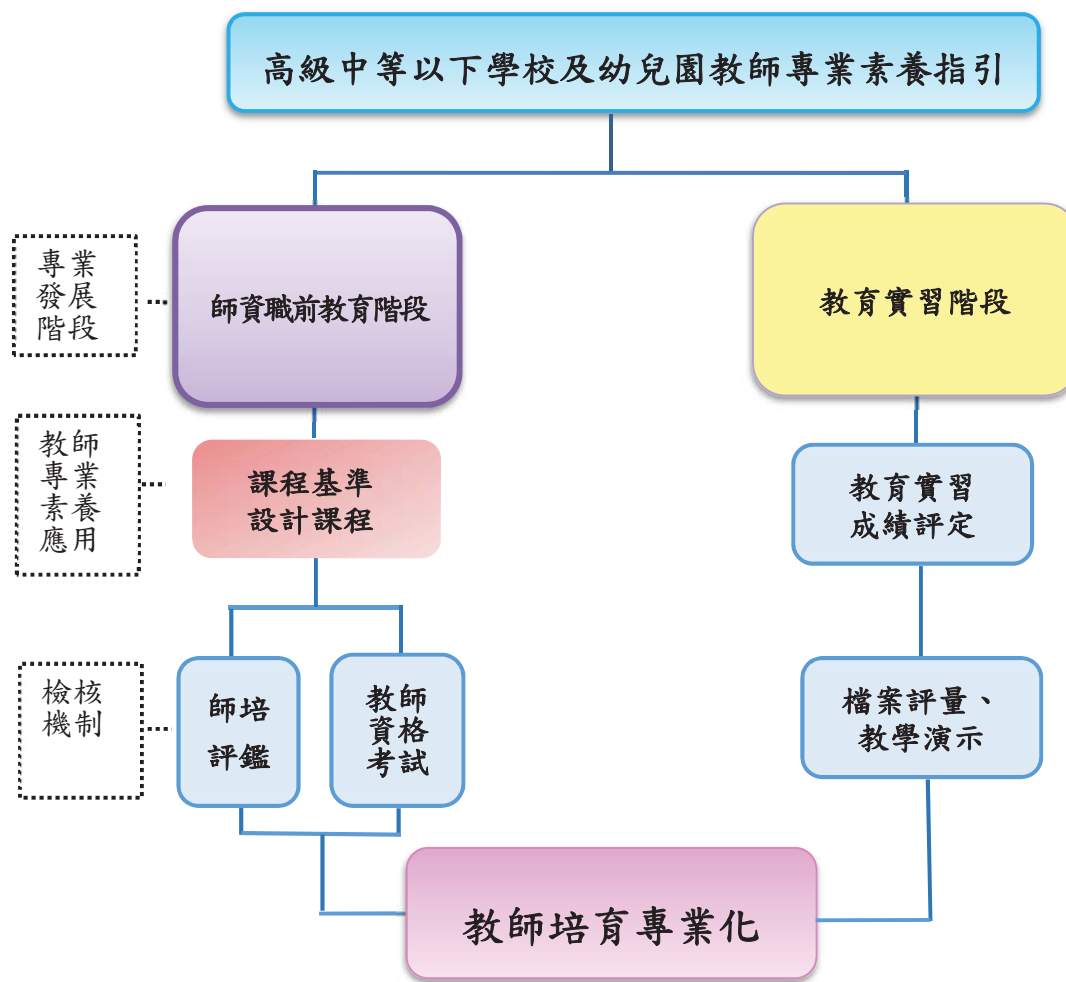 高級中等以下學校及幼兒園教師專業素養指引
專業
發展
階段
師資職前教育階段
教育實習階段
教師
專業
素養
應用
課程基準
設計課程
教育實習
成績評定
檢核
機制
師培
評鑑
教師
資格
考試
檔案評量、
教學演示
教師培育專業化